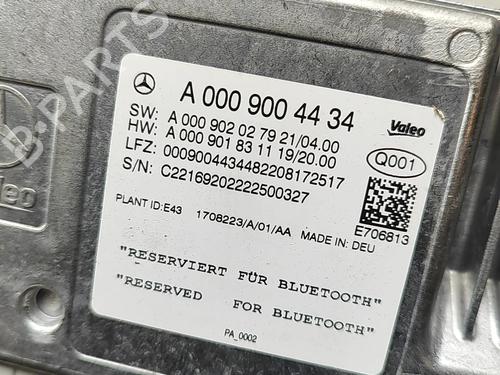 A 000 900 44 34
SW: A 000 902 02 79 21/04.00
HW: A 000 901 83 11 19/20.00
LFZ: 0009004434482208172517
S/N: C22169202222500327
Valeo
Q001
E706813
PLANT ID:E43 1708223/A/01/AA MADE IN: DEU
"RESERVIERT FÜR BLUETOOTH"
"RESERVED FOR BLUETOOTH"
PA_0002
B-PARTS